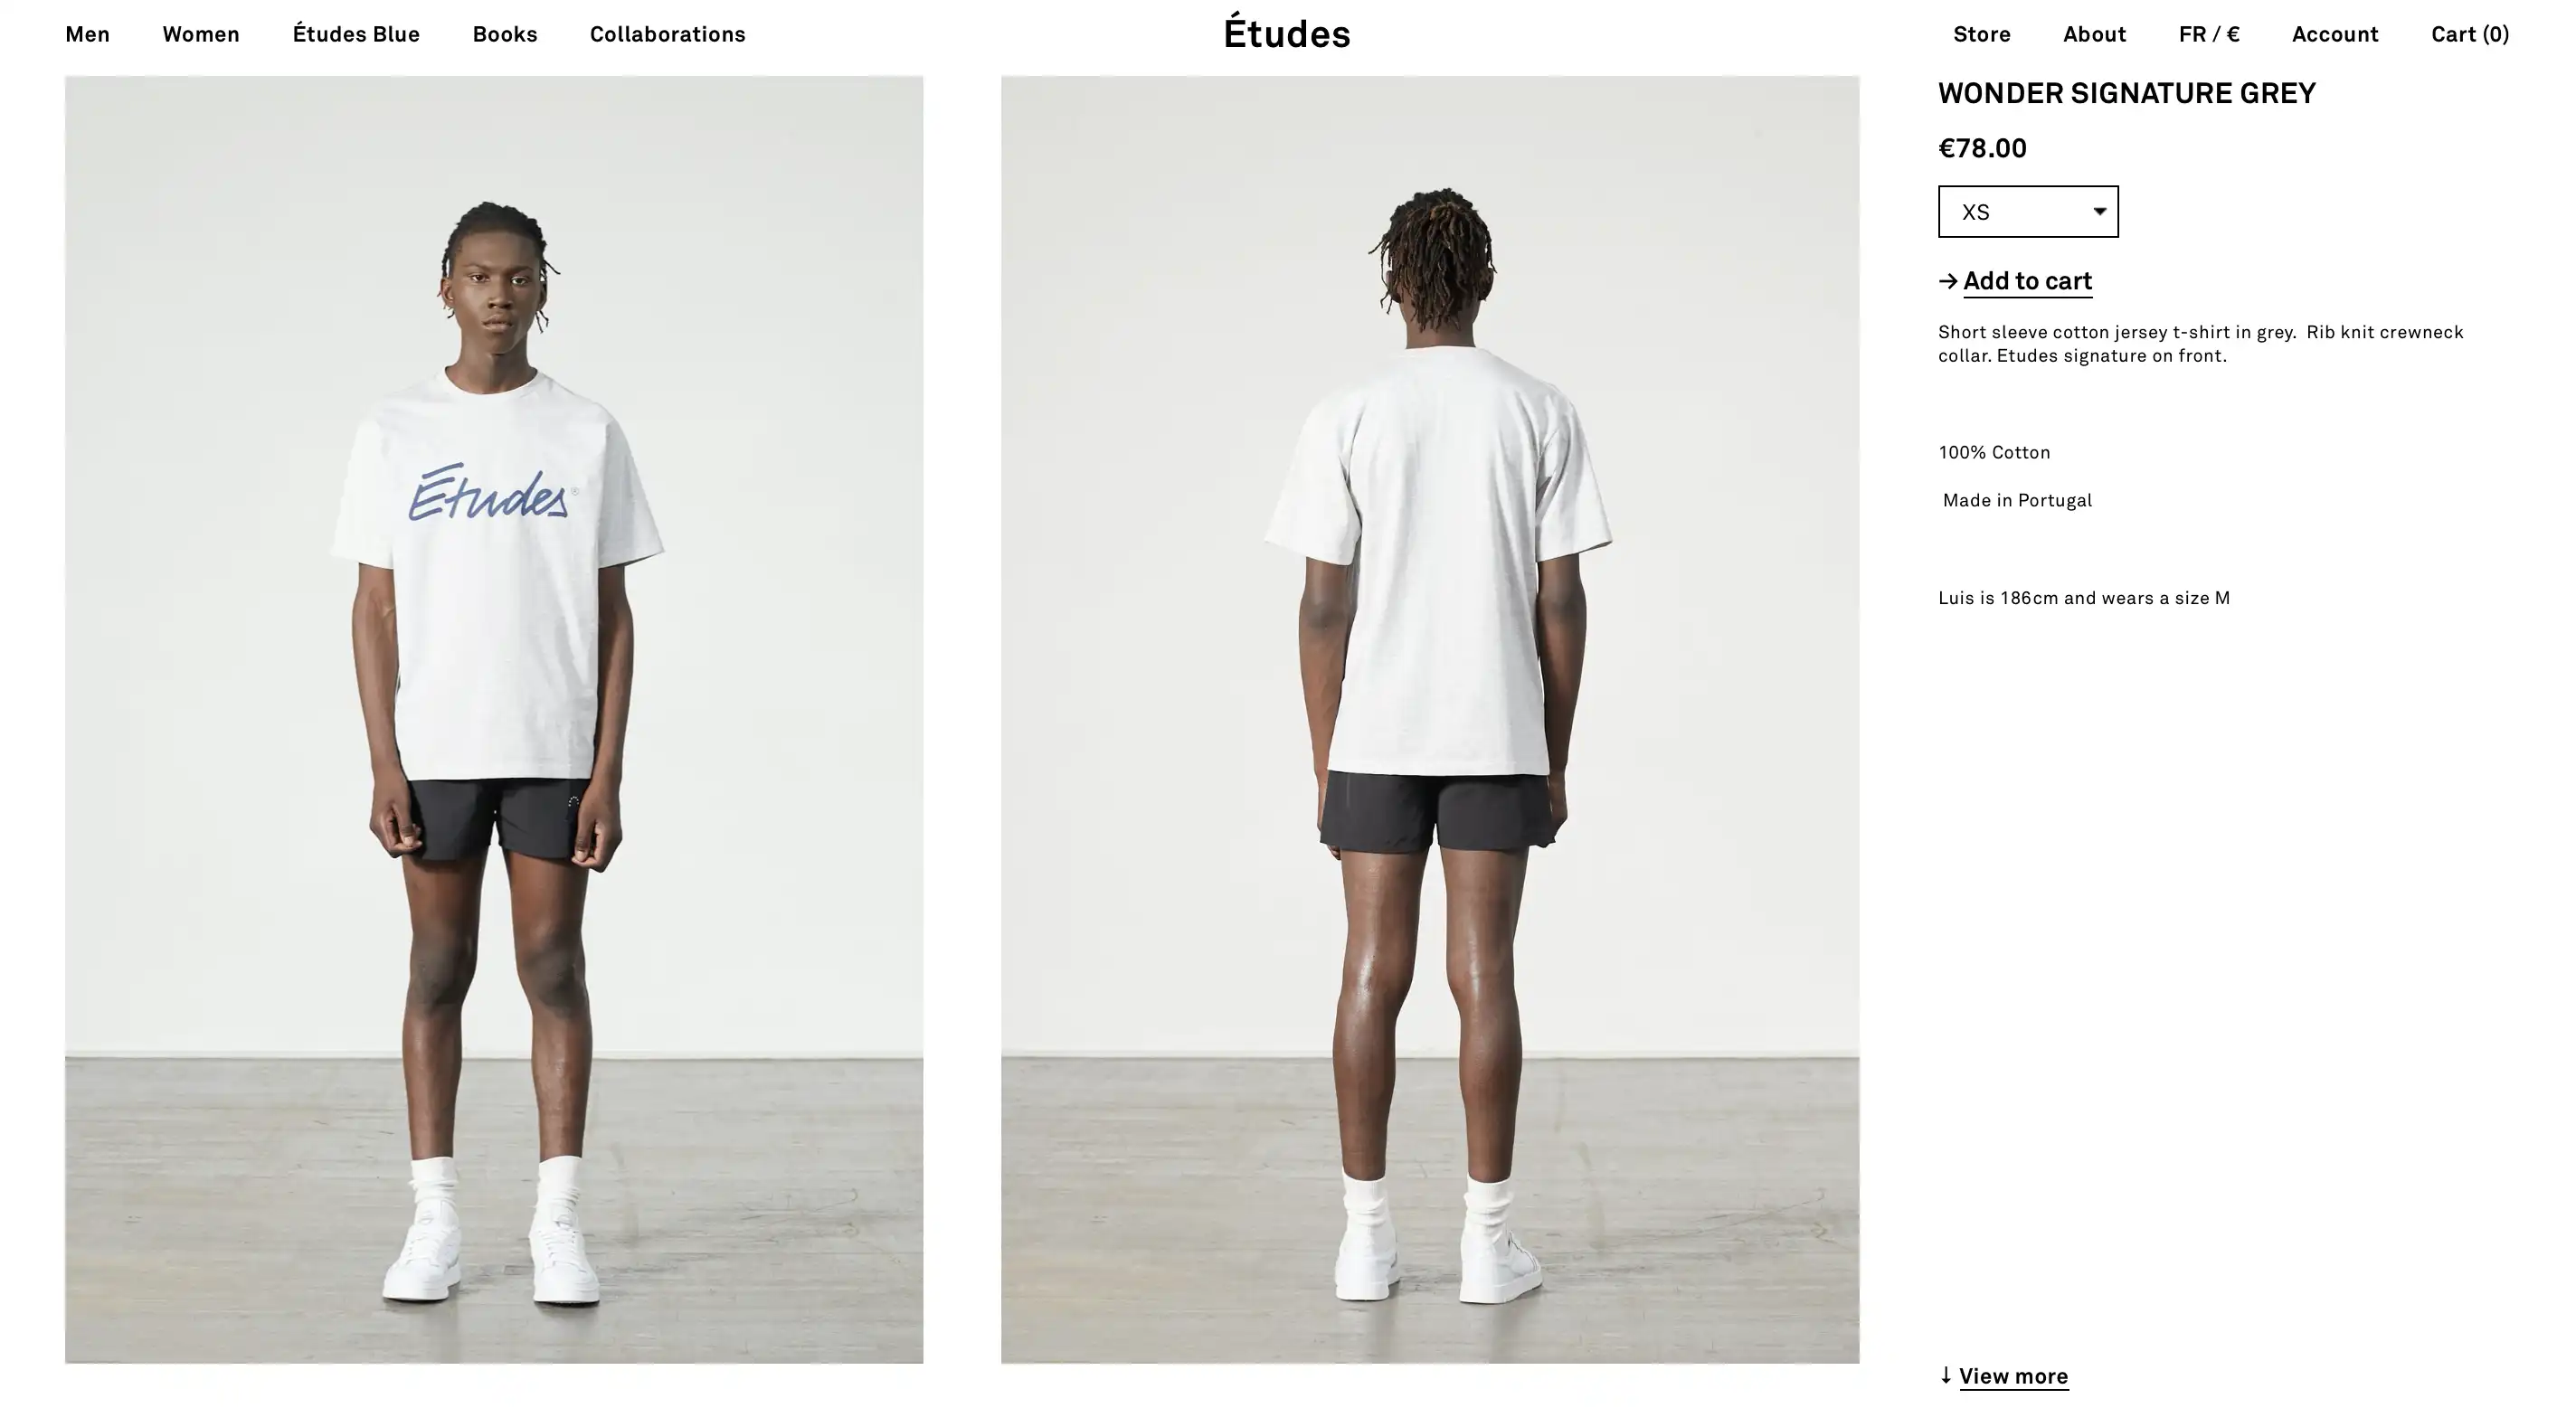 Men Women Études Blue Books Collaborations Études Store About FR / € Account Cart (0)
Études®
WONDER SIGNATURE GREY
€78.00
XS
→ Add to cart
Short sleeve cotton jersey t-shirt in grey.  Rib knit crewneck
collar. Etudes signature on front.
100% Cotton
Made in Portugal
Luis is 186cm and wears a size M
↓ View more